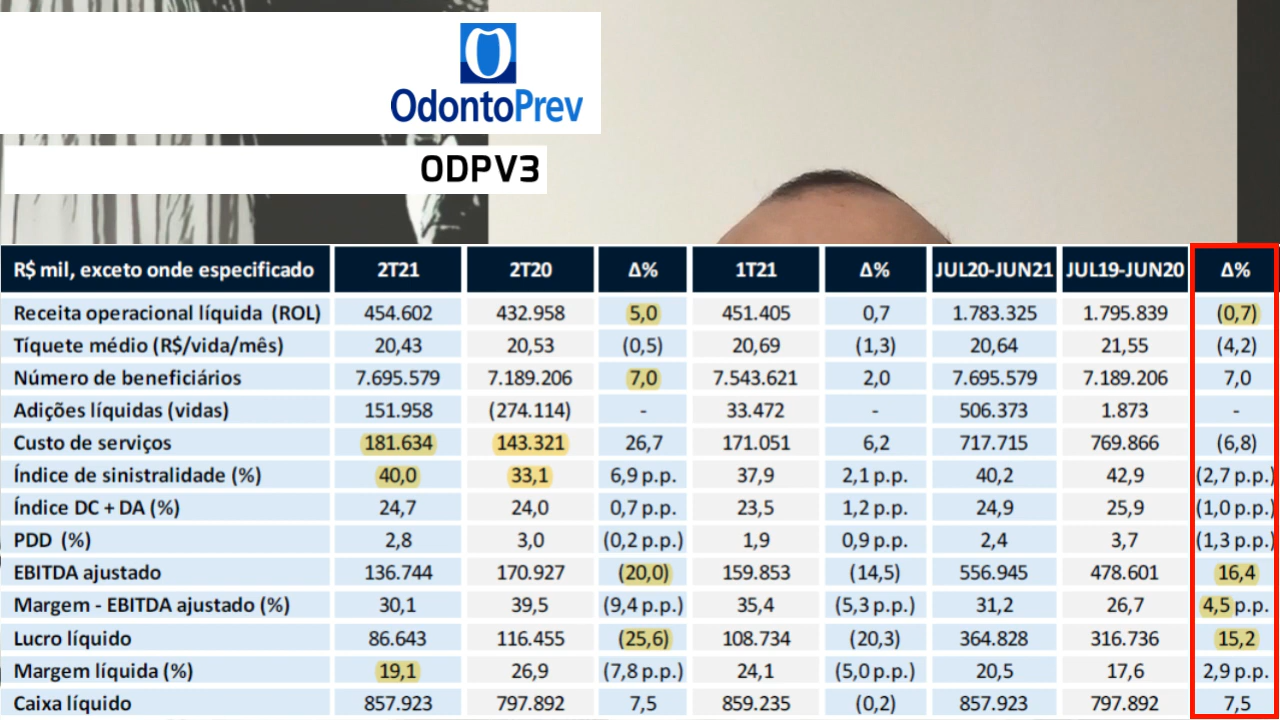 OdontoPrev
ODPV3
R$ mil, exceto onde especificado 2T21 2T20 Δ% 1T21 Δ% JUL20-JUN21 JUL19-JUN20 Δ%
Receita operacional líquida (ROL) 454.602 432.958 5,0 451.405 0,7 1.783.325 1.795.839 (0,7)
Tíquete médio (R$/vida/mês) 20,43 20,53 (0,5) 20,69 (1,3) 20,64 21,55 (4,2)
Número de beneficiários 7.695.579 7.189.206 7,0 7.543.621 2,0 7.695.579 7.189.206 7,0
Adições líquidas (vidas) 151.958 (274.114) - 33.472 - 506.373 1.873 -
Custo de serviços 181.634 143.321 26,7 171.051 6,2 717.715 769.866 (6,8)
Índice de sinistralidade (%) 40,0 33,1 6,9 p.p. 37,9 2,1 p.p. 40,2 42,9 (2,7 p.p.)
Índice DC + DA (%) 24,7 24,0 0,7 p.p. 23,5 1,2 p.p. 24,9 25,9 (1,0 p.p.)
PDD (%) 2,8 3,0 (0,2 p.p.) 1,9 0,9 p.p. 2,4 3,7 (1,3 p.p.)
EBITDA ajustado 136.744 170.927 (20,0) 159.853 (14,5) 556.945 478.601 16,4
Margem - EBITDA ajustado (%) 30,1 39,5 (9,4 p.p.) 35,4 (5,3 p.p.) 31,2 26,7 4,5 p.p.
Lucro líquido 86.643 116.455 (25,6) 108.734 (20,3) 364.828 316.736 15,2
Margem líquida (%) 19,1 26,9 (7,8 p.p.) 24,1 (5,0 p.p.) 20,5 17,6 2,9 p.p.
Caixa líquido 857.923 797.892 7,5 859.235 (0,2) 857.923 797.892 7,5